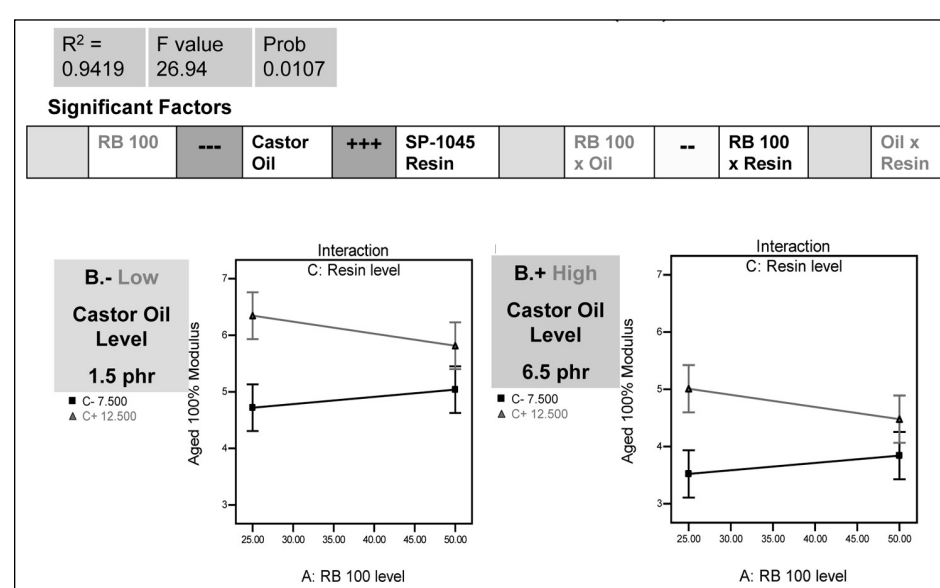 R2 =
0.9419
F value
26.94
Prob
0.0107
Significant Factors
RB 100
---
Castor
Oil
+++
SP-1045
Resin
RB 100
x Oil
--
RB 100
x Resin
Oil x
Resin
B.- Low
Castor Oil
Level
1.5 phr
C- 7.500
C+ 12.500
Interaction
C: Resin level
Aged 100% Modulus
7
6
5
4
3
25.00 30.00 35.00 40.00 45.00 50.00
A: RB 100 level
B.+ High
Castor Oil
Level
6.5 phr
C- 7.500
C+ 12.500
Interaction
C: Resin level
Aged 100% Modulus
7
6
5
4
3
25.00 30.00 35.00 40.00 45.00 50.00
A: RB 100 level